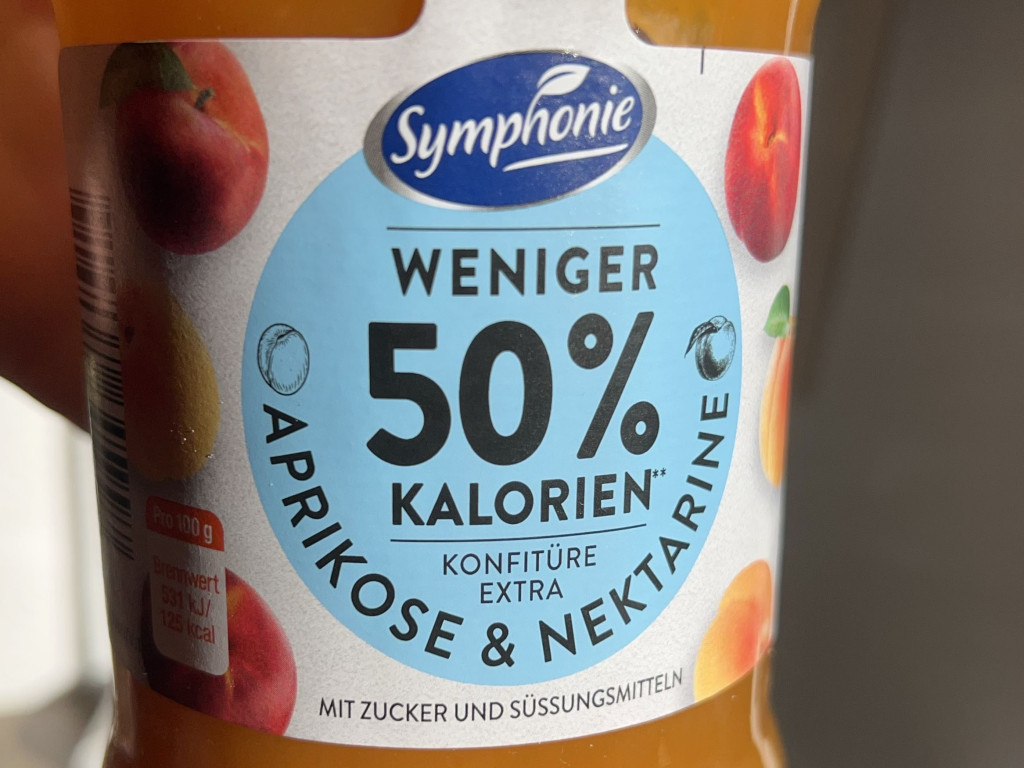 Symphonie
WENIGER
50%
KALORIEN**
KONFITÜRE
EXTRA
APRIKOSE & NEKTARINE
MIT ZUCKER UND SÜSSUNGSMITTELN
Pro 100 g
Brennwert
531 kJ/
125 kcal